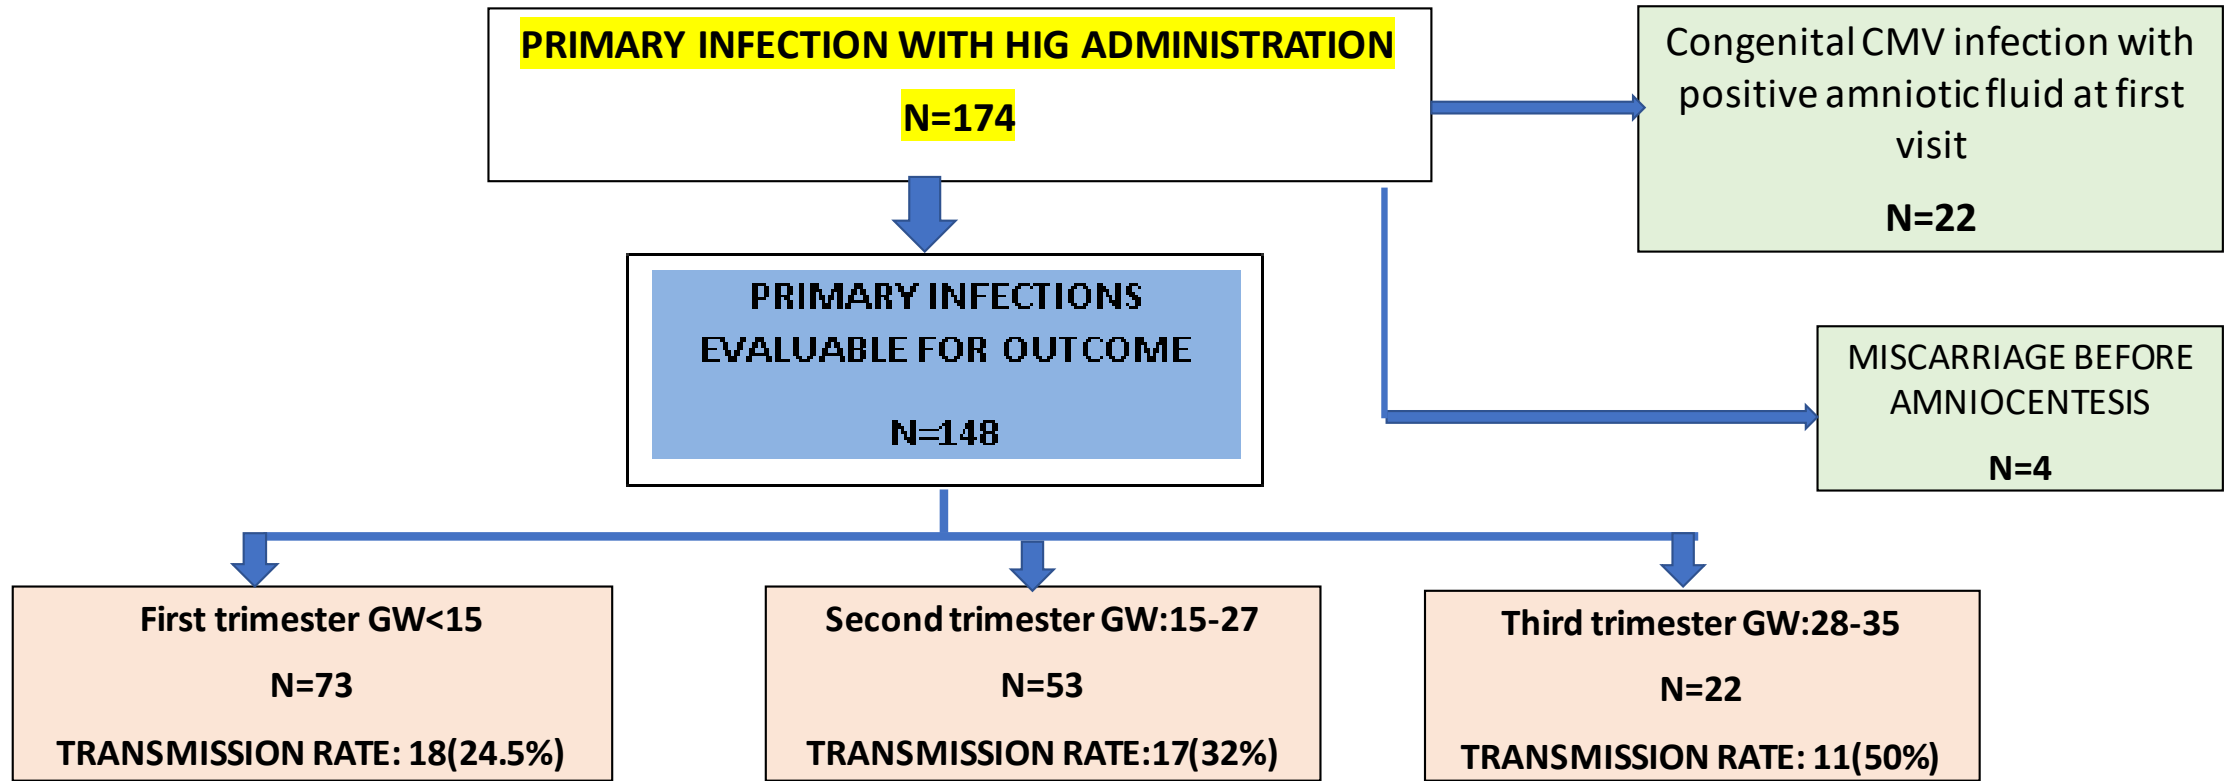 PRIMARY INFECTION WITH HIG ADMINISTRATION
N=174
Congenital CMV infection with
positive amniotic fluid at first
visit
N=22
PRIMARY INFECTIONS
EVALUABLE FOR OUTCOME
N=148
MISCARRIAGE BEFORE
AMNIOCENTESIS
N=4
First trimester GW<15
N=73
TRANSMISSION RATE: 18(24.5%)
Second trimester GW:15-27
N=53
TRANSMISSION RATE:17(32%)
Third trimester GW:28-35
N=22
TRANSMISSION RATE: 11(50%)